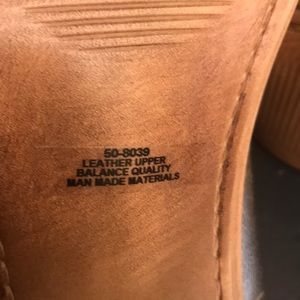 50-8039
LEATHER UPPER
BALANCE QUALITY
MAN MADE MATERIALS